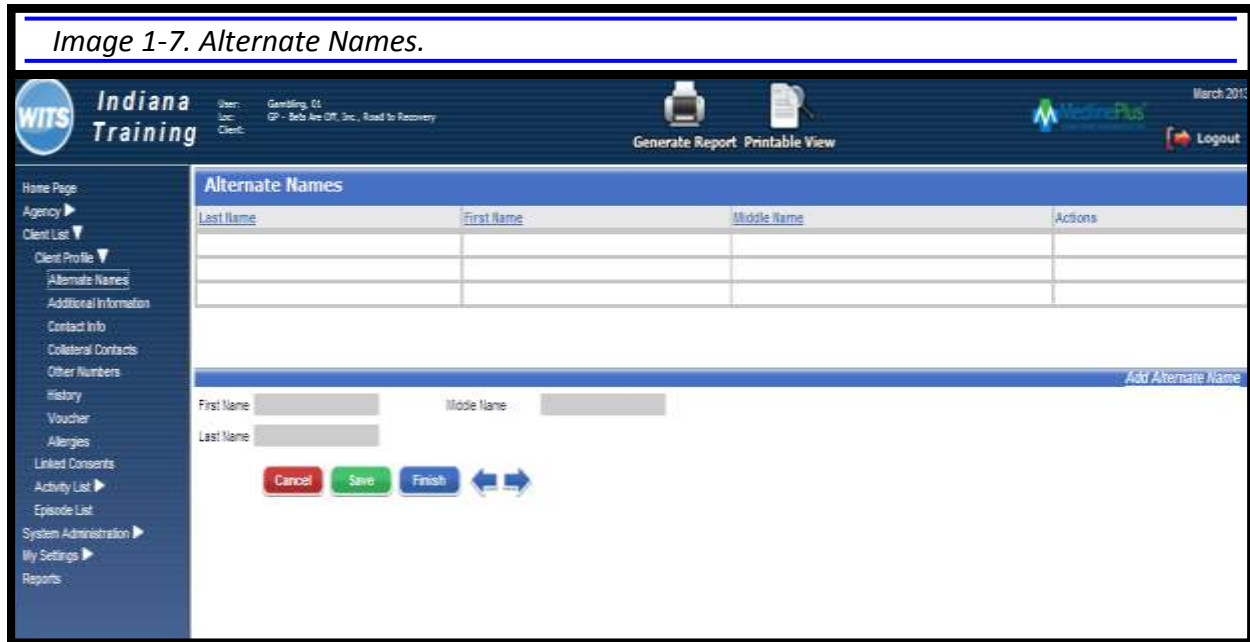 Image 1-7. Alternate Names.
WITS
Indiana Training
User: Gambling, 01
Loc: GP - Bets Are Off, Inc., Road to Recovery
Client:
Generate Report Printable View
MedlinePlus
March 2013
Logout
Home Page
Agency
Client List
Client Profile
Alternate Names
Additional Information
Contact Info
Collateral Contacts
Other Numbers
History
Voucher
Allergies
Linked Consents
Activity List
Episode List
System Administration
My Settings
Reports
Alternate Names
Last Name First Name Middle Name Actions
Add Alternate Name
First Name Middle Name
Last Name
Cancel Save Finish